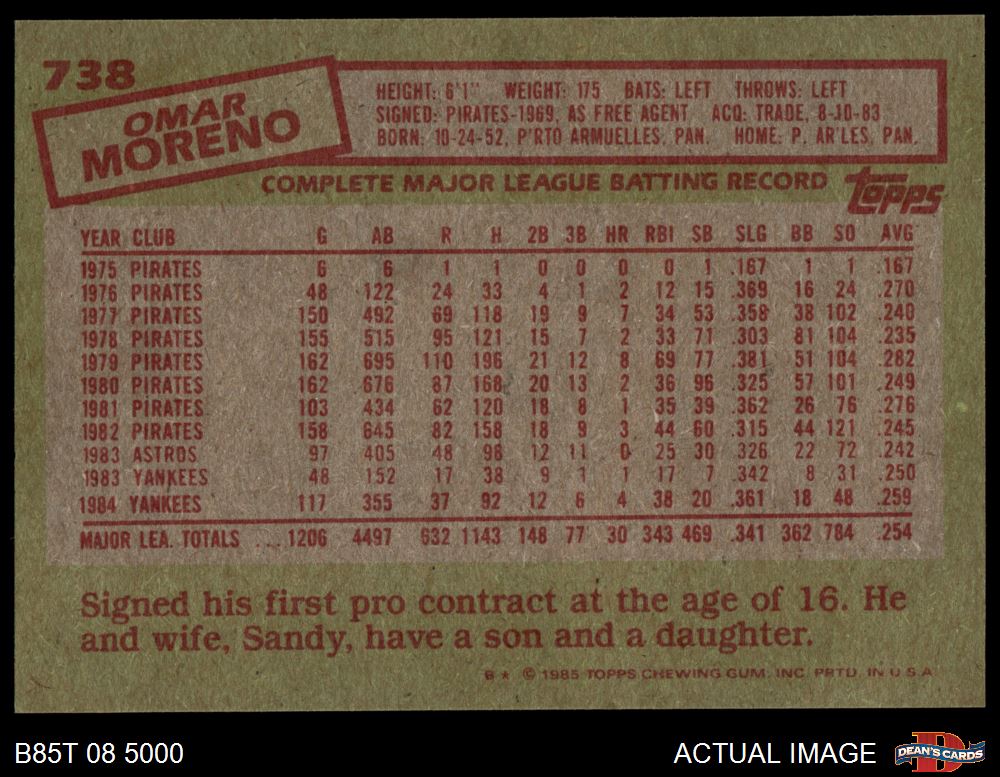 738
OMAR
MORENO
HEIGHT: 6'1" WEIGHT: 175 BATS: LEFT THROWS: LEFT
SIGNED: PIRATES-1969, AS FREE AGENT ACQ: TRADE, 8-10-83
BORN: 10-24-52, P'RTO ARMUELLES, PAN. HOME: P. AR'LES, PAN.
COMPLETE MAJOR LEAGUE BATTING RECORD
topps
YEAR CLUB G AB R H 2B 3B HR RBI SB SLG BB SO AVG
1975 PIRATES 6 6 1 1 0 0 0 0 1 .167 1 1 .167
1976 PIRATES 48 122 24 33 4 1 2 12 15 .369 16 24 .270
1977 PIRATES 150 492 69 118 19 9 7 34 53 .358 38 102 .240
1978 PIRATES 155 515 95 121 15 7 2 33 71 .303 81 104 .235
1979 PIRATES 162 695 110 196 21 12 8 69 77 .381 51 104 .282
1980 PIRATES 162 676 87 168 20 13 2 36 96 .325 57 101 .249
1981 PIRATES 103 434 62 120 18 8 1 35 39 .362 26 76 .276
1982 PIRATES 158 645 82 158 18 9 3 44 60 .315 44 121 .245
1983 ASTROS 97 405 48 98 12 11 0 25 30 .326 22 72 .242
1983 YANKEES 48 152 17 38 9 1 1 17 7 .342 8 31 .250
1984 YANKEES 117 355 37 92 12 6 4 38 20 .361 18 48 .259
MAJOR LEA. TOTALS .... 1206 4497 632 1143 148 77 30 343 469 .341 362 784 .254
Signed his first pro contract at the age of 16. He
and wife, Sandy, have a son and a daughter.
B * © 1985 TOPPS CHEWING GUM, INC. PRTD. IN U.S.A.
B85T 08 5000
ACTUAL IMAGE
D
DEAN'S CARDS